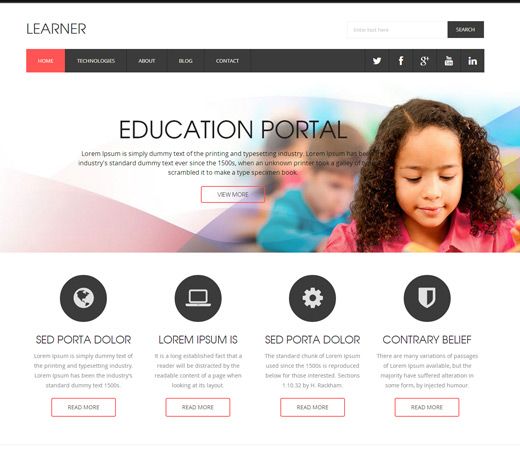 LEARNER
Enter text here
SEARCH
HOME
TECHNOLOGIES
ABOUT
BLOG
CONTACT
EDUCATION PORTAL
Lorem Ipsum is simply dummy text of the printing and typesetting industry. Lorem Ipsum has been the
industry's standard dummy text ever since the 1500s, when an unknown printer took a galley of type and
scrambled it to make a type specimen book.
VIEW MORE
SED PORTA DOLOR
Lorem Ipsum is simply dummy text of the printing and typesetting industry. Lorem Ipsum has been the
industry's standard dummy text ever since the 1500s.
READ MORE
LOREM IPSUM IS
It is a long established fact that a
reader will be distracted by the
readable content of a page when
looking at its layout
READ MORE
SED PORTA DOLOR
The standard chunk of Lorem Ipsum
used since the 1500s is reproduced
below for those interested. Sections
1.10.32 by H. Rackham.
READ MORE
CONTRARY BELIEF
There are many variations of passages
of Lorem Ipsum available, but the
majority have suffered alteration in
some form, by injected humour.
READ MORE